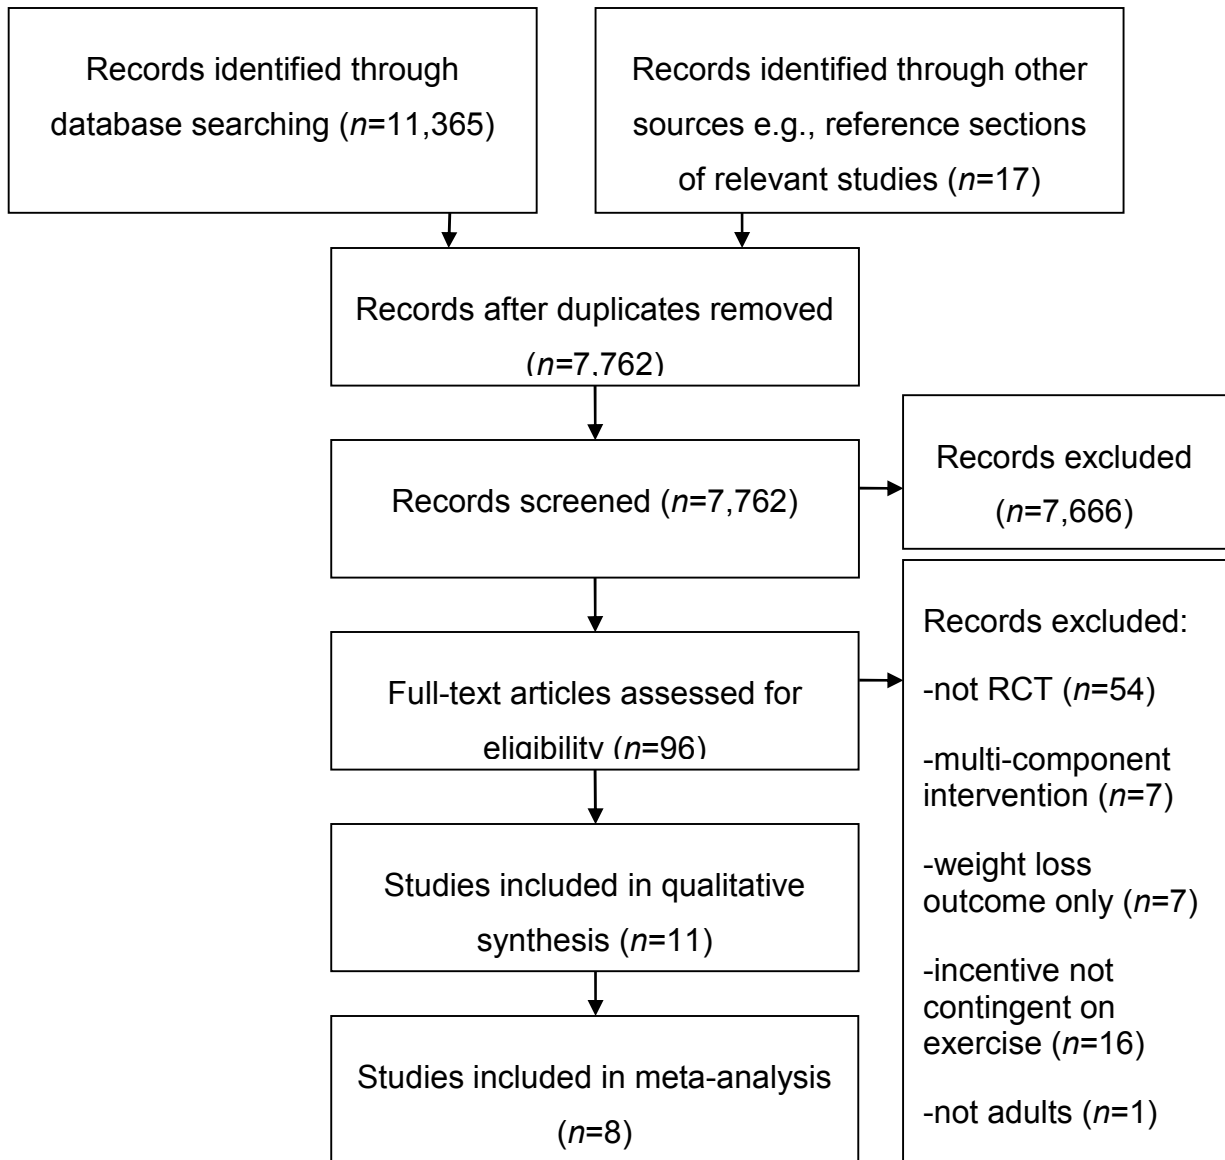 Records identified through
database searching (n=11,365)
Records identified through other
sources e.g., reference sections
of relevant studies (n=17)
Records after duplicates removed
(n=7,762)
Records screened (n=7,762)
Records excluded
(n=7,666)
Full-text articles assessed for
eligibility (n=96)
Records excluded:
-not RCT (n=54)
-multi-component
intervention (n=7)
-weight loss
outcome only (n=7)
-incentive not
contingent on
exercise (n=16)
-not adults (n=1)
Studies included in qualitative
synthesis (n=11)
Studies included in meta-analysis
(n=8)